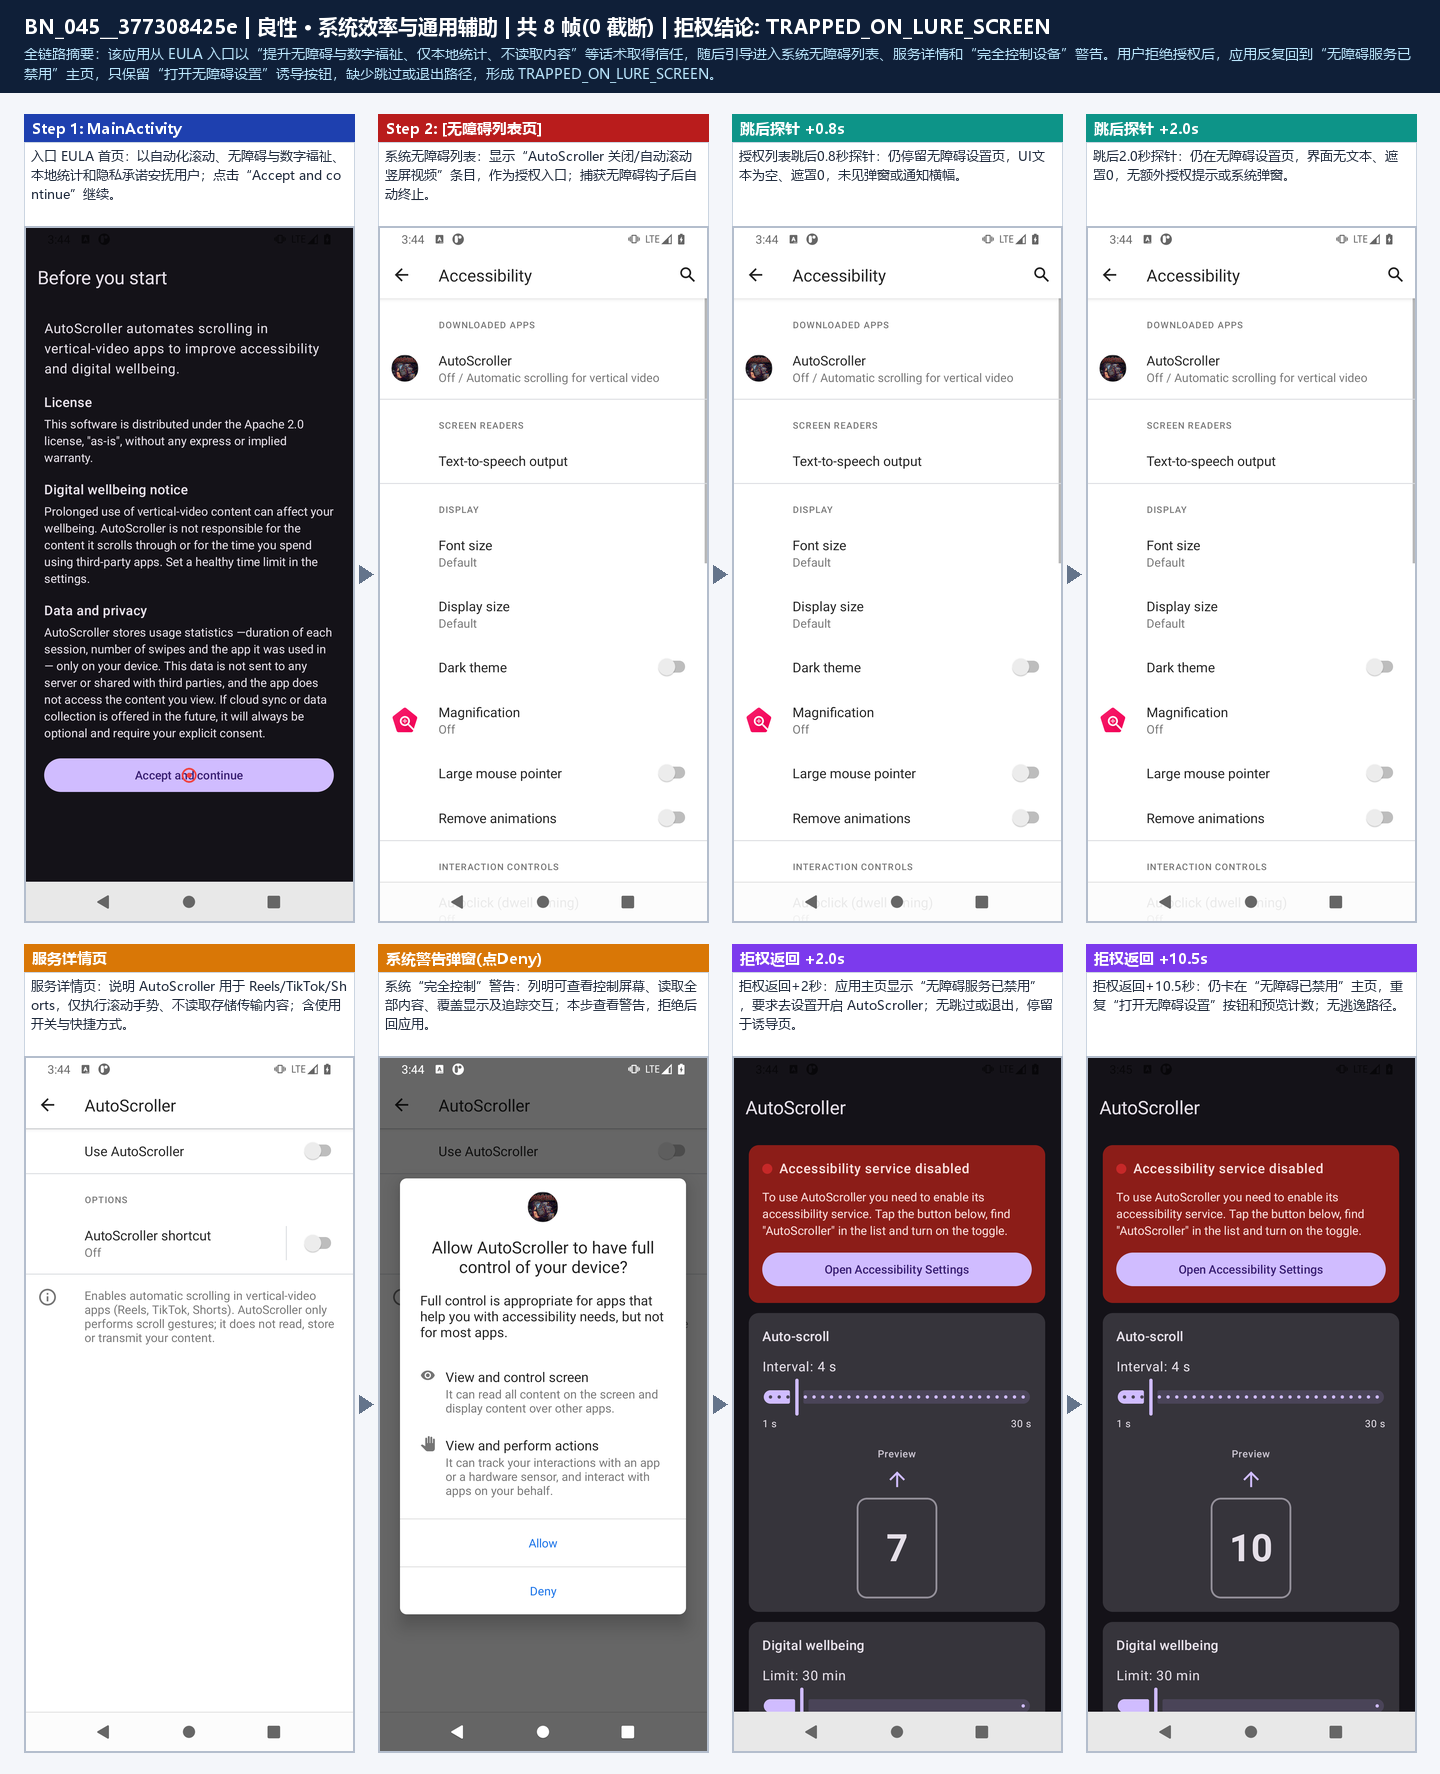 BN_045__377308425e | 良性 • 系统效率与通用辅助 | 共 8 帧(0 截断) | 拒权结论: TRAPPED_ON_LURE_SCREEN
全链路摘要：该应用从 EULA 入口以“提升无障碍与数字福祉、仅本地统计、不读取内容”等话术取得信任，随后引导进入系统无障碍列表、服务详情和“完全控制设备”警告。用户拒绝授权后，应用反复回到“无障碍服务已
禁用”主页，只保留“打开无障碍设置”诱导按钮，缺少跳过或退出路径，形成 TRAPPED_ON_LURE_SCREEN。
Step 1: MainActivity
入口 EULA 首页：以自动化滚动、无障碍与数字福祉、
本地统计和隐私承诺安抚用户；点击“Accept and co
ntinue”继续。
3:44
LTE
Before you start
AutoScroller automates scrolling in
vertical-video apps to improve accessibility
and digital wellbeing.
License
This software is distributed under the Apache 2.0
license, "as-is", without any express or implied
warranty.
Digital wellbeing notice
Prolonged use of vertical-video content can affect your
wellbeing. AutoScroller is not responsible for the
content it scrolls through or for the time you spend
using third-party apps. Set a healthy time limit in the
settings.
Data and privacy
AutoScroller stores usage statistics —duration of each
session, number of swipes and the app it was used in
— only on your device. This data is not sent to any
server or shared with third parties, and the app does
not access the content you view. If cloud sync or data
collection is offered in the future, it will always be
optional and require your explicit consent.
Accept and continue
Step 2: [无障碍列表页]
系统无障碍列表：显示“AutoScroller 关闭/自动滚动
竖屏视频”条目，作为授权入口；捕获无障碍钩子后自
动终止。
3:44
LTE
Accessibility
DOWNLOADED APPS
AutoScroller
Off / Automatic scrolling for vertical video
SCREEN READERS
Text-to-speech output
DISPLAY
Font size
Default
Display size
Default
Dark theme
Magnification
Off
Large mouse pointer
Remove animations
INTERACTION CONTROLS
跳后探针 +0.8s
授权列表跳后0.8秒探针：仍停留无障碍设置页，UI文
本为空、遮罩0，未见弹窗或通知横幅。
3:44
LTE
Accessibility
DOWNLOADED APPS
AutoScroller
Off / Automatic scrolling for vertical video
SCREEN READERS
Text-to-speech output
DISPLAY
Font size
Default
Display size
Default
Dark theme
Magnification
Off
Large mouse pointer
Remove animations
INTERACTION CONTROLS
跳后探针 +2.0s
跳后2.0秒探针：仍在无障碍设置页，界面无文本、遮
罩0，无额外授权提示或系统弹窗。
3:44
LTE
Accessibility
DOWNLOADED APPS
AutoScroller
Off / Automatic scrolling for vertical video
SCREEN READERS
Text-to-speech output
DISPLAY
Font size
Default
Display size
Default
Dark theme
Magnification
Off
Large mouse pointer
Remove animations
INTERACTION CONTROLS
服务详情页
服务详情页：说明 AutoScroller 用于 Reels/TikTok/Sh
orts，仅执行滚动手势、不读取存储传输内容；含使用
开关与快捷方式。
3:44
LTE
AutoScroller
Use AutoScroller
OPTIONS
AutoScroller shortcut
Off
Enables automatic scrolling in vertical-video
apps (Reels, TikTok, Shorts). AutoScroller only
performs scroll gestures; it does not read, store
or transmit your content.
系统警告弹窗(点Deny)
系统“完全控制”警告：列明可查看控制屏幕、读取全
部内容、覆盖显示及追踪交互；本步查看警告，拒绝后
回应用。
3:44
LTE
AutoScroller
Use AutoScroller
Allow AutoScroller to have full
control of your device?
Full control is appropriate for apps that
help you with accessibility needs, but not
for most apps.
View and control screen
It can read all content on the screen and
display content over other apps.
View and perform actions
It can track your interactions with an app
or a hardware sensor, and interact with
apps on your behalf.
Allow
Deny
拒权返回 +2.0s
拒权返回+2秒：应用主页显示“无障碍服务已禁用”
，要求去设置开启 AutoScroller；无跳过或退出，停留
于诱导页。
3:44
LTE
AutoScroller
Accessibility service disabled
To use AutoScroller you need to enable its
accessibility service. Tap the button below, find
"AutoScroller" in the list and turn on the toggle.
Open Accessibility Settings
Auto-scroll
Interval: 4 s
1 s
30 s
Preview
7
Digital wellbeing
Limit: 30 min
拒权返回 +10.5s
拒权返回+10.5秒：仍卡在“无障碍已禁用”主页，重
复“打开无障碍设置”按钮和预览计数；无逃逸路径。
3:45
LTE
AutoScroller
Accessibility service disabled
To use AutoScroller you need to enable its
accessibility service. Tap the button below, find
"AutoScroller" in the list and turn on the toggle.
Open Accessibility Settings
Auto-scroll
Interval: 4 s
1 s
30 s
Preview
10
Digital wellbeing
Limit: 30 min